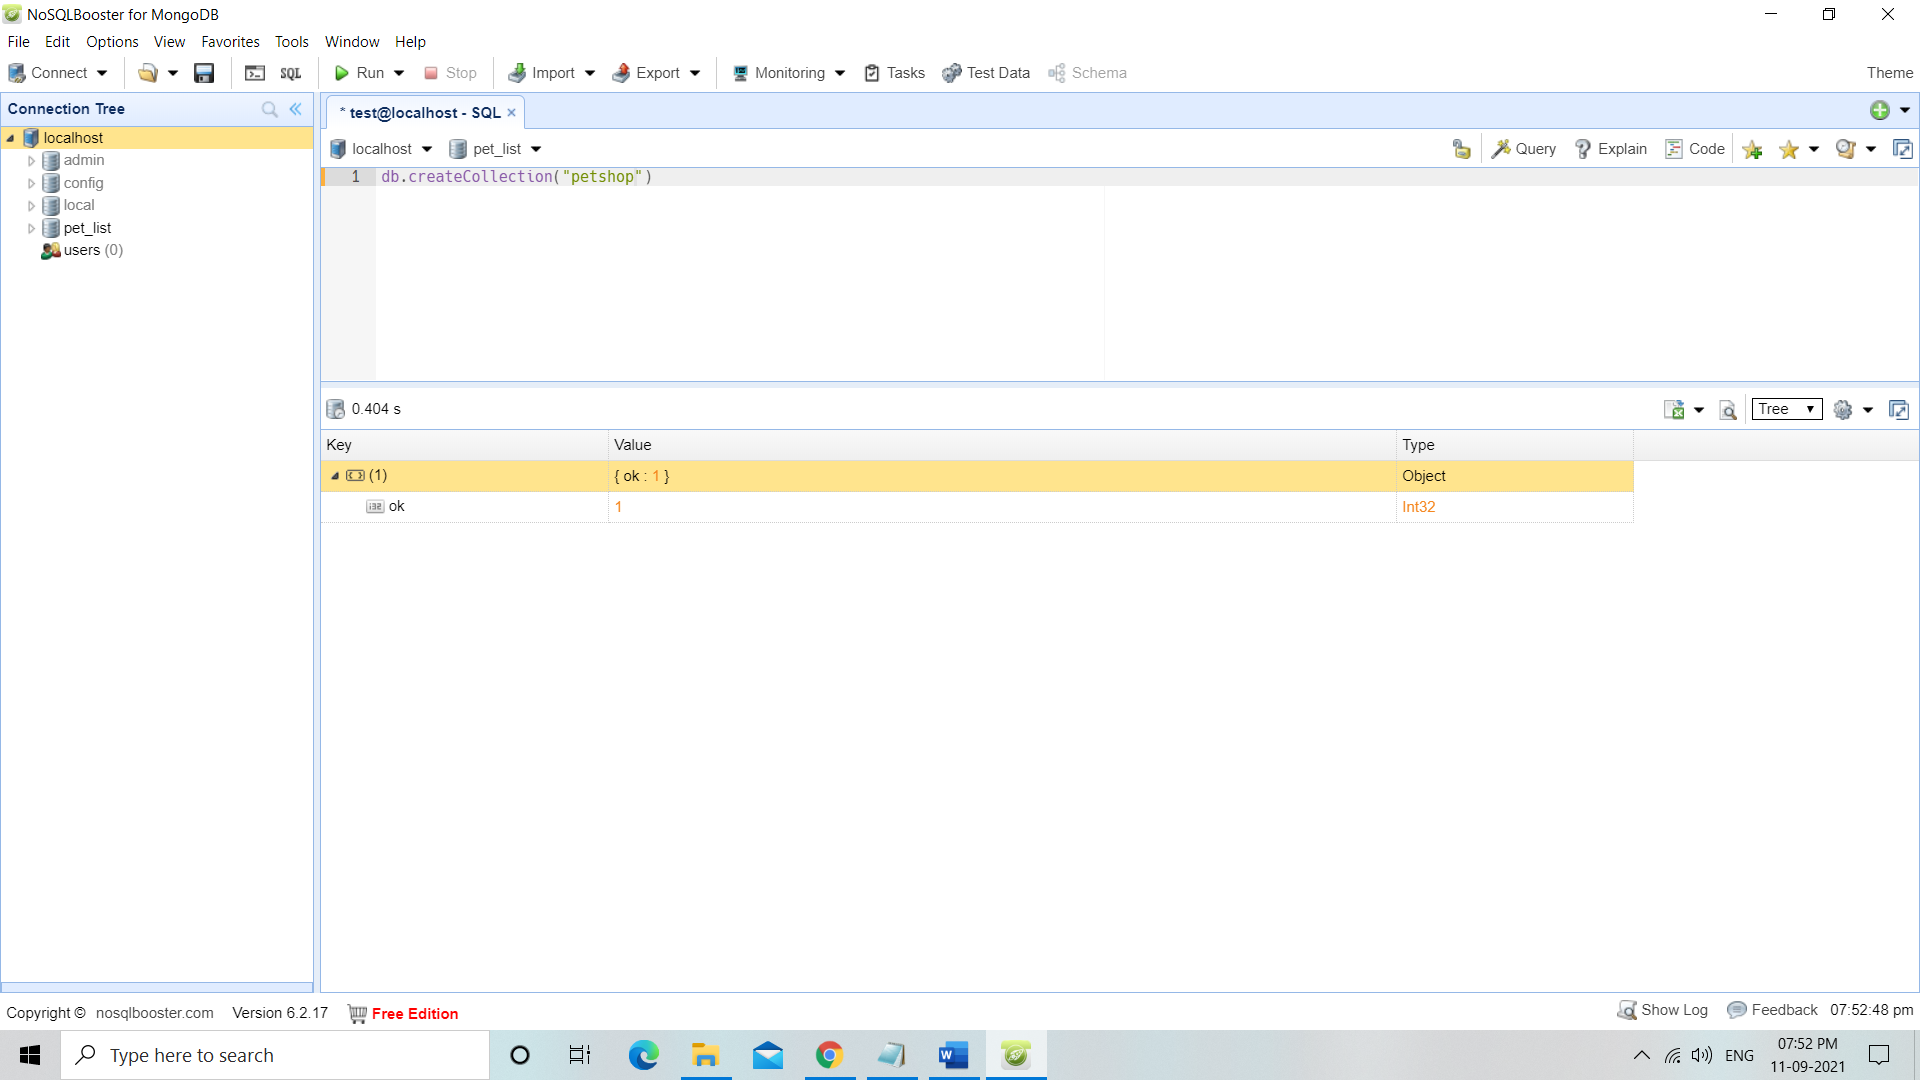 NoSQLBooster for MongoDB
File Edit Options View Favorites Tools Window Help
Connect SQL Run Stop Import Export Monitoring Tasks Test Data Schema Theme
Connection Tree
* test@localhost - SQL ×
localhost
admin
config
local
pet_list
users (0)
localhost pet_list Query Explain Code
1 db.createCollection("petshop")
0.404 s Tree
Key Value Type
(1) { ok : 1 } Object
ok 1 Int32
Copyright © nosqlbooster.com Version 6.2.17 Free Edition Show Log Feedback 07:52:48 pm
Type here to search ENG 07:52 PM
11-09-2021